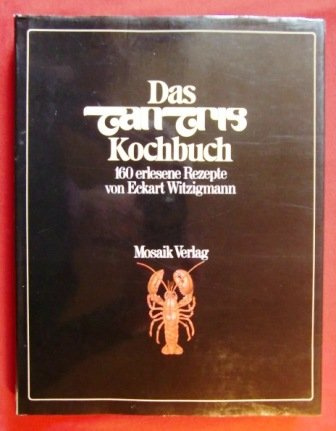 Das
Tantris
Kochbuch
160 erlesene Rezepte
von Eckart Witzigmann
Mosaik Verlag